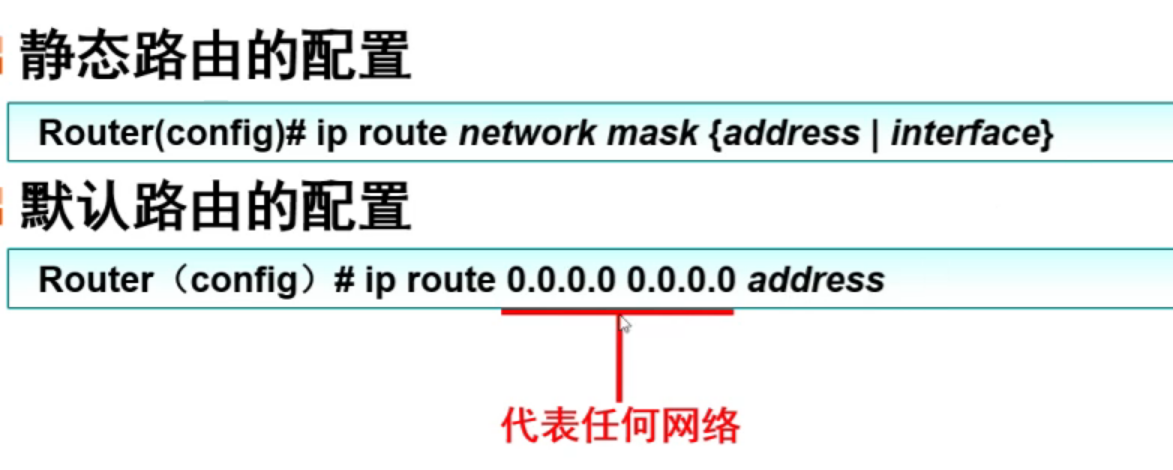 静态路由的配置
Router(config)# ip route network mask {address | interface}
默认路由的配置
Router（config）# ip route 0.0.0.0 0.0.0.0 address
代表任何网络